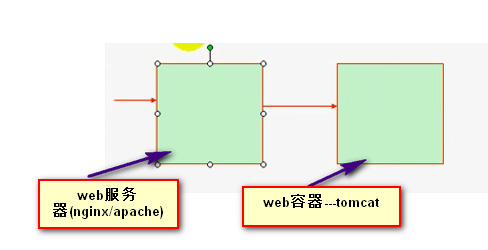 web服务
器(nginx/apache)
web容器---tomcat